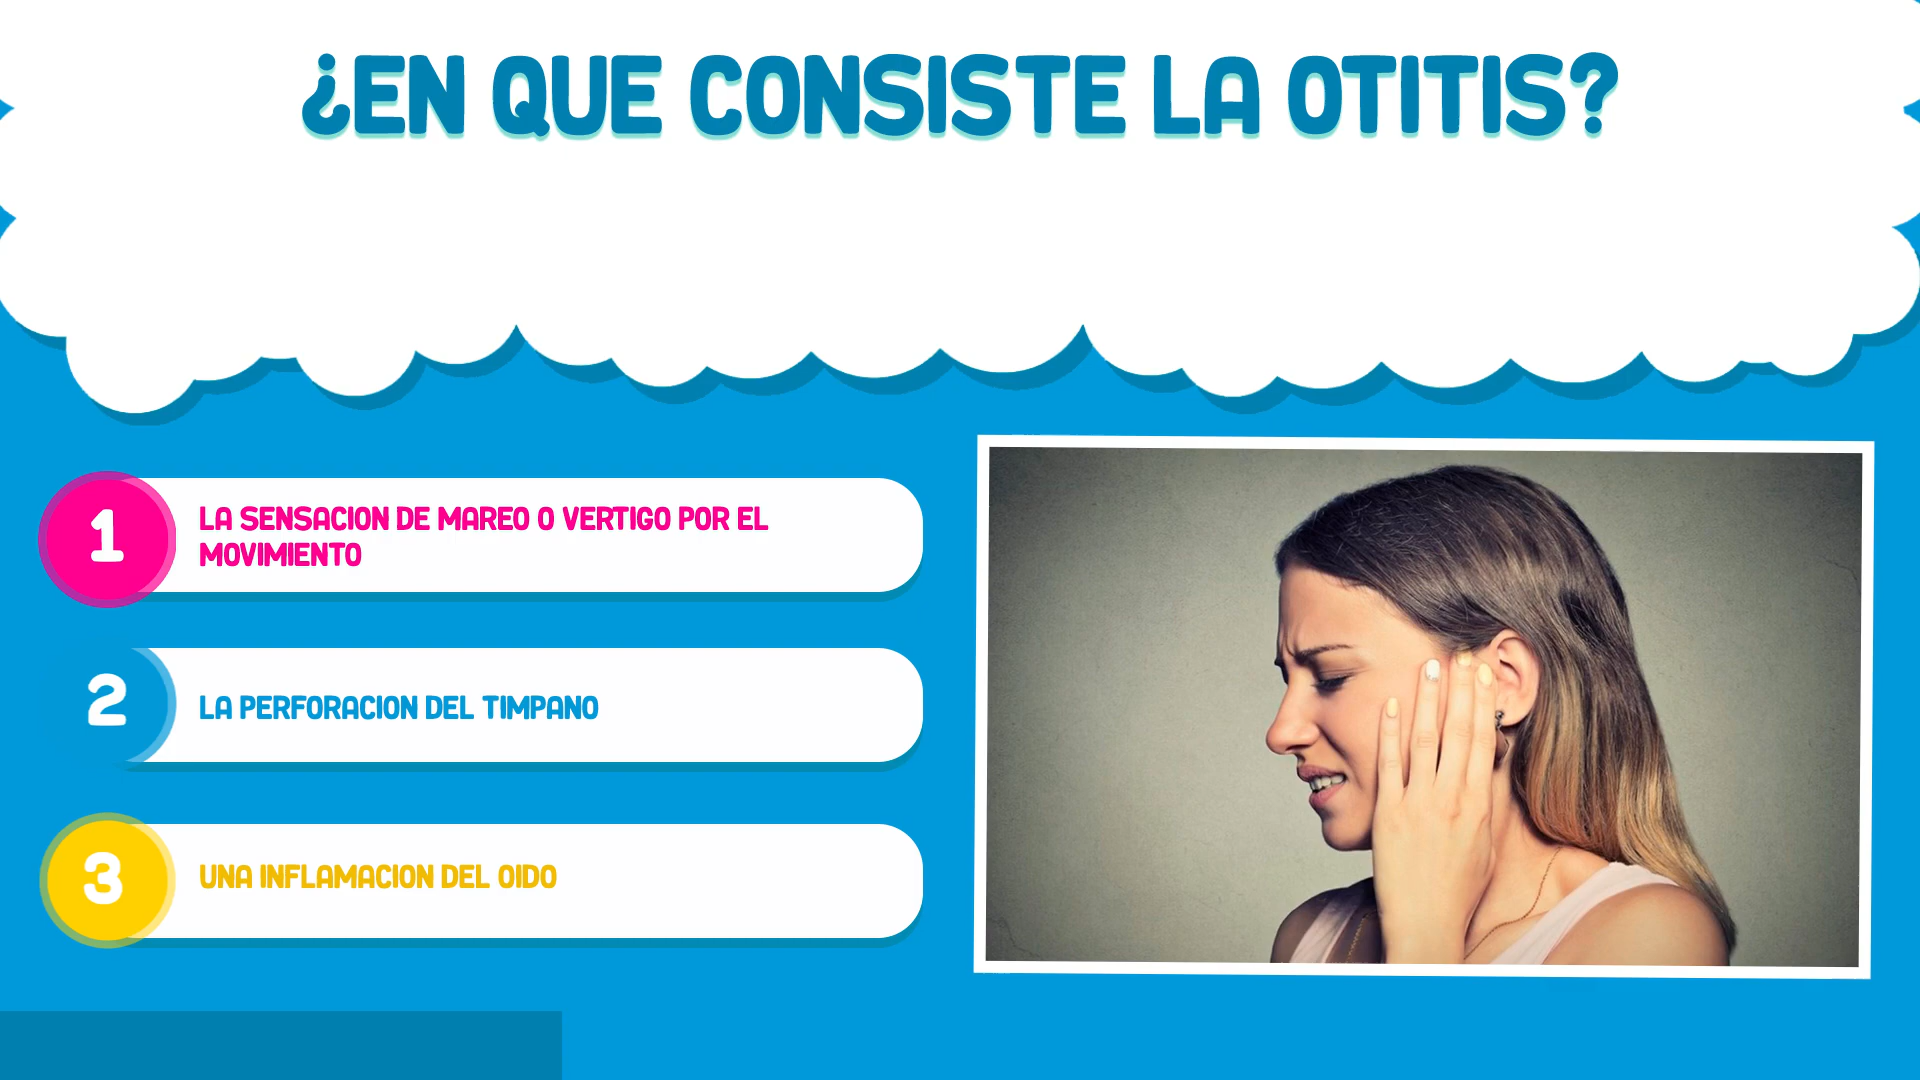 ¿EN QUE CONSISTE LA OTITIS?
1
LA SENSACION DE MAREO O VERTIGO POR EL
MOVIMIENTO
2
LA PERFORACION DEL TIMPANO
3
UNA INFLAMACION DEL OIDO